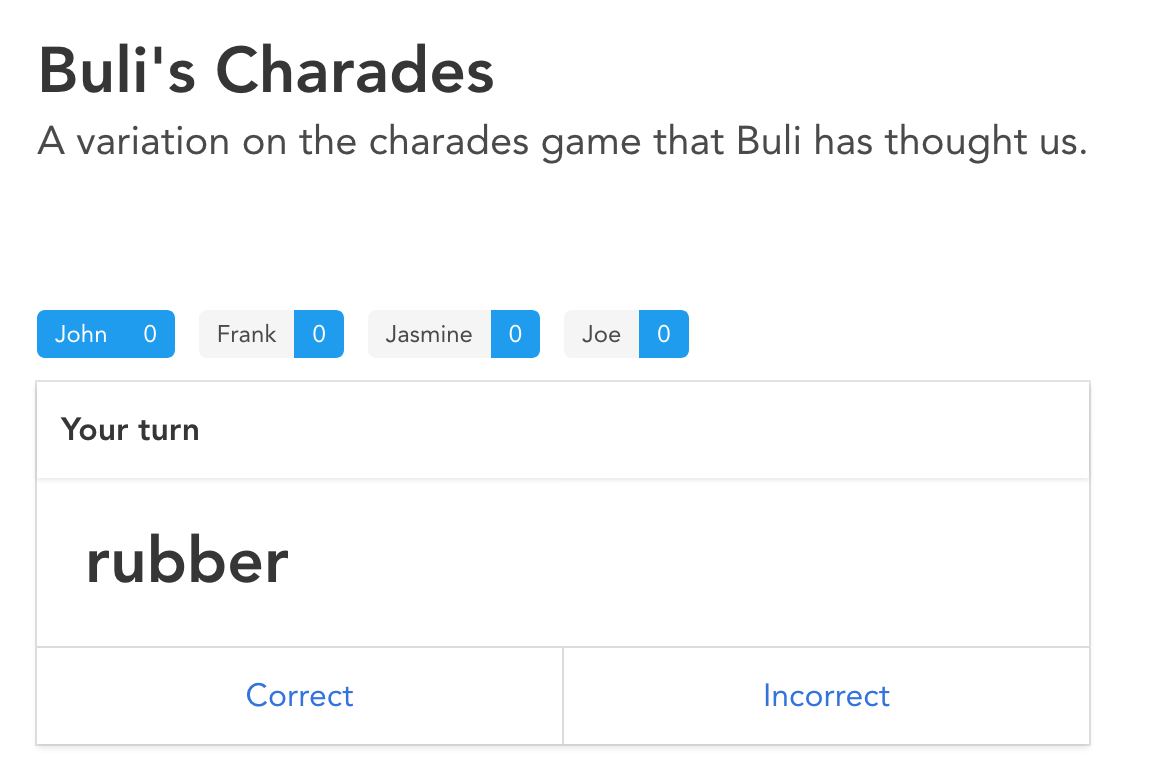 Buli's Charades
A variation on the charades game that Buli has thought us.
John 0 Frank 0 Jasmine 0 Joe 0
Your turn
rubber
Correct Incorrect